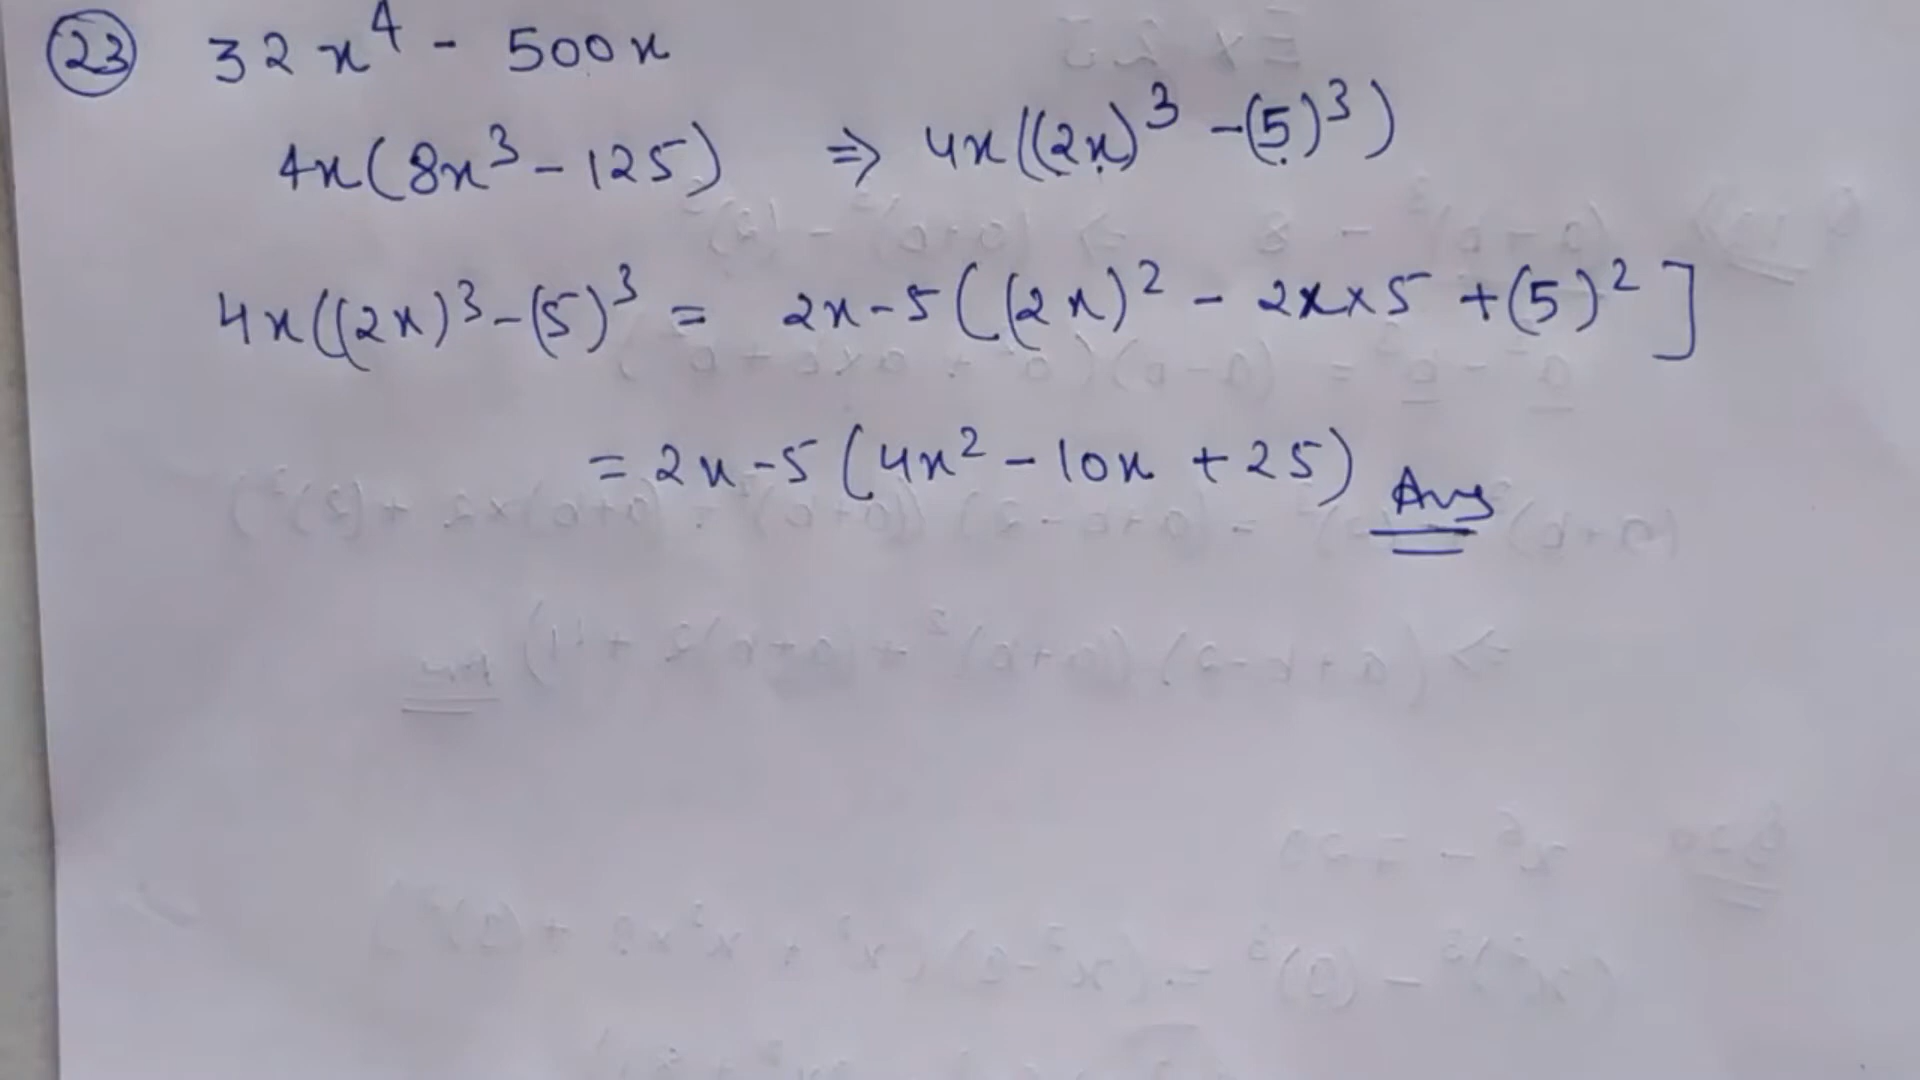 23 32x⁴ - 500x
4x(8x³ - 125) ⇒ 4x((2x)³ - (5)³)
4x((2x)³ - (5)³ = 2x-5((2x)² - 2x×5 + (5)²]
= 2x-5(4x² - 10x + 25) Ans